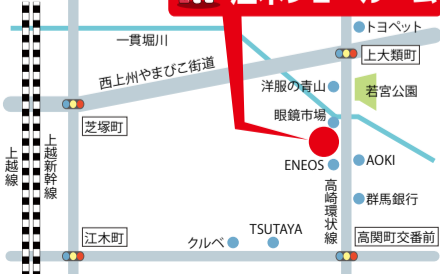 トヨペット
一貫堀川
上大類町
西上州やまびこ街道
洋服の青山
若宮公園
眼鏡市場
芝塚町
上越線
上越新幹線
ENEOS
AOKI
高崎環状線
群馬銀行
江木町
TSUTAYA
クルベ
高関町交番前